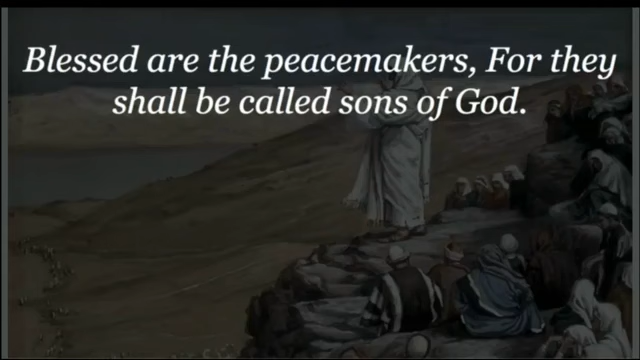 Blessed are the peacemakers, For they
shall be called sons of God.